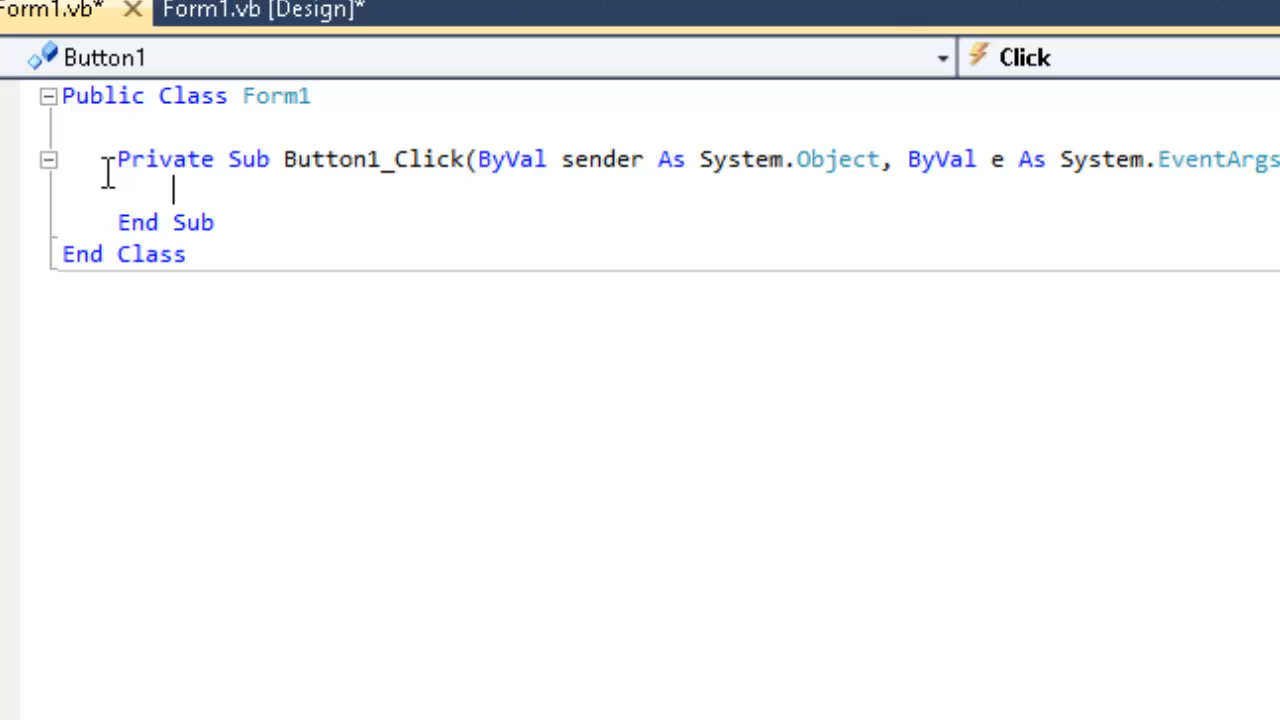 Form1.vb* Form1.vb [Design]*
Button1 Click
Public Class Form1
Private Sub Button1_Click(ByVal sender As System.Object, ByVal e As System.EventArgs
End Sub
End Class